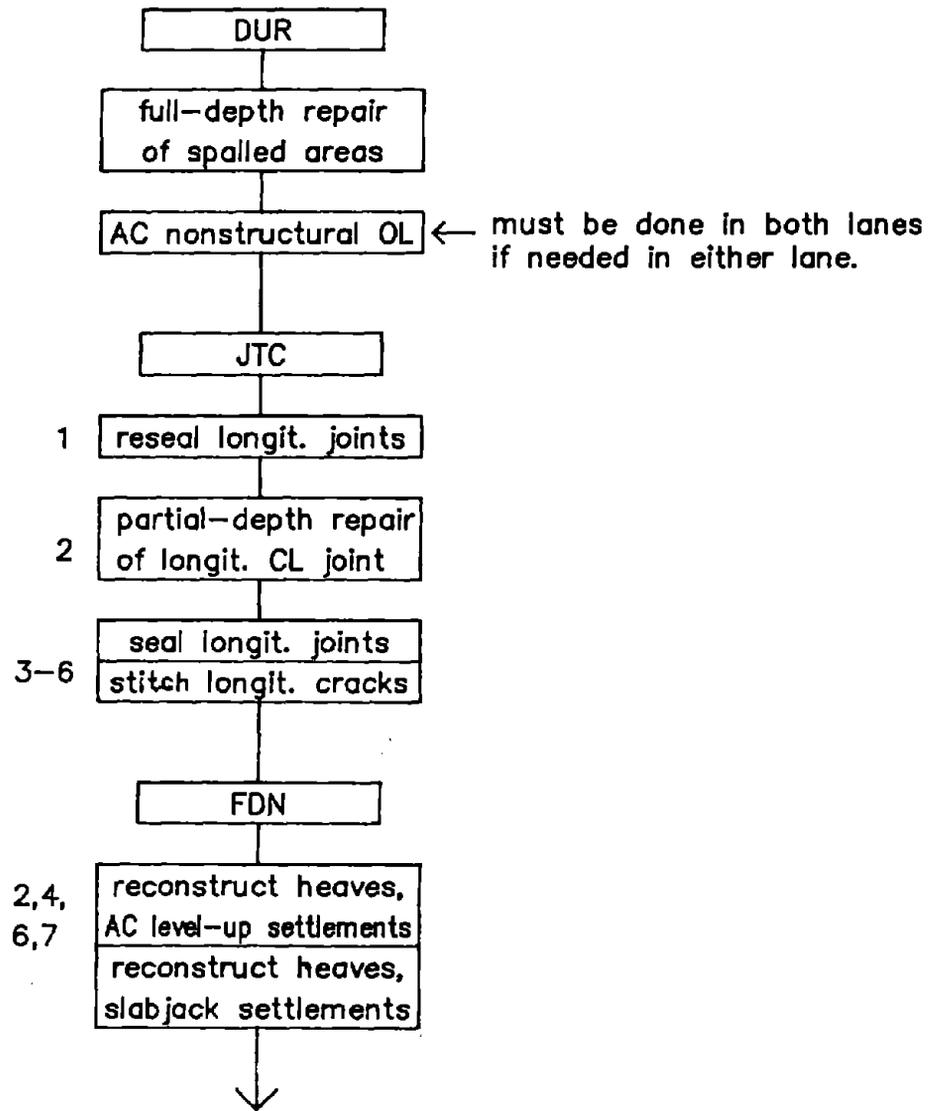 DUR
full-depth repair
of spalled areas
AC nonstructural OL
must be done in both lanes
if needed in either lane.
JTC
1
reseal longit. joints
2
partial-depth repair
of longit. CL joint
3-6
seal longit. joints
stitch longit. cracks
FDN
2,4,
6,7
reconstruct heaves,
AC level-up settlements
reconstruct heaves,
slabjack settlements